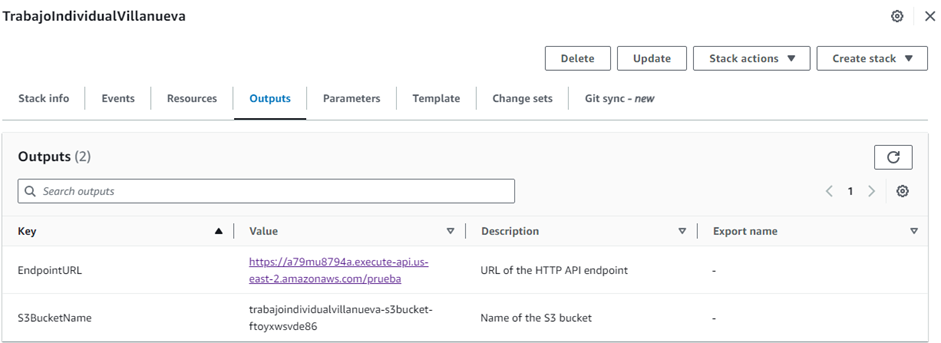 TrabajoIndividualVillanueva
Delete Update Stack actions Create stack
Stack info Events Resources Outputs Parameters Template Change sets Git sync - new
Outputs (2)
Search outputs 1
Key Value Description Export name
EndpointURL https://a79mu8794a.execute-api.us- URL of the HTTP API endpoint -
east-2.amazonaws.com/prueba
S3BucketName trabajoindividualvillanueva-s3bucket- Name of the S3 bucket -
ftoyxwsvde86